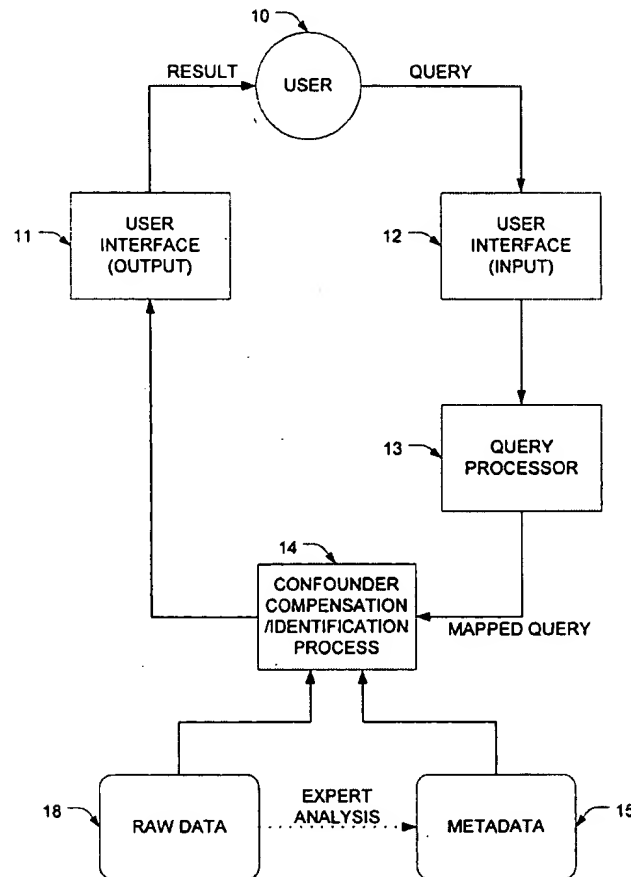 10
RESULT
USER
QUERY
11
USER
INTERFACE
(OUTPUT)
12
USER
INTERFACE
(INPUT)
13
QUERY
PROCESSOR
14
CONFOUNDER
COMPENSATION
/IDENTIFICATION
PROCESS
MAPPED QUERY
18
RAW DATA
EXPERT
ANALYSIS
METADATA
15